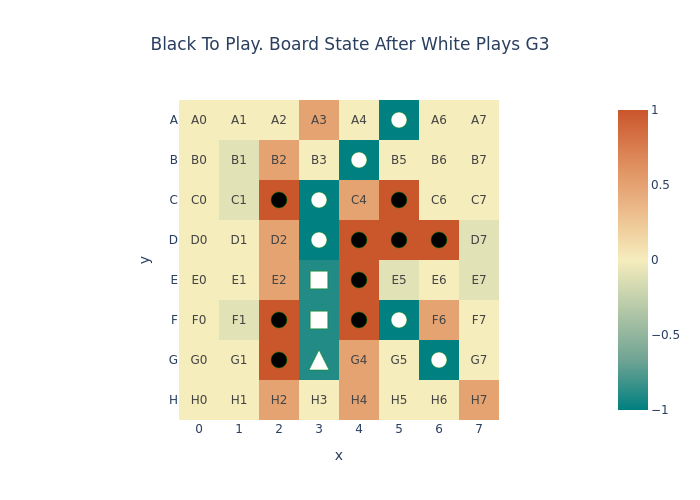 Black To Play. Board State After White Plays G3
A A0 A1 A2 A3 A4 A6 A7
B B0 B1 B2 B3 B5 B6 B7
C C0 C1 C4 C6 C7
D D0 D1 D2 D7
E E0 E1 E2 E5 E6 E7
F F0 F1 F6 F7
G G0 G1 G4 G5 G7
H H0 H1 H2 H3 H4 H5 H6 H7
0 1 2 3 4 5 6 7
x
y
1
0.5
0
−0.5
−1